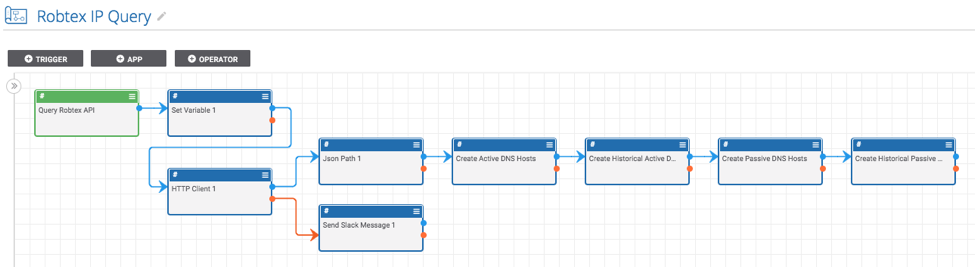 Robtex IP Query
TRIGGER
APP
OPERATOR
#
Query Robtex API
#
Set Variable 1
#
Json Path 1
#
Create Active DNS Hosts
#
Create Historical Active D...
#
Create Passive DNS Hosts
#
Create Historical Passive ...
#
HTTP Client 1
#
Send Slack Message 1